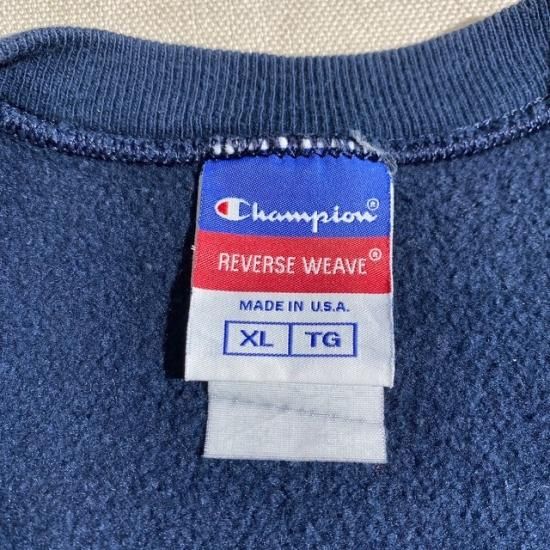 Champion®
REVERSE WEAVE®
MADE IN U.S.A.
XL TG